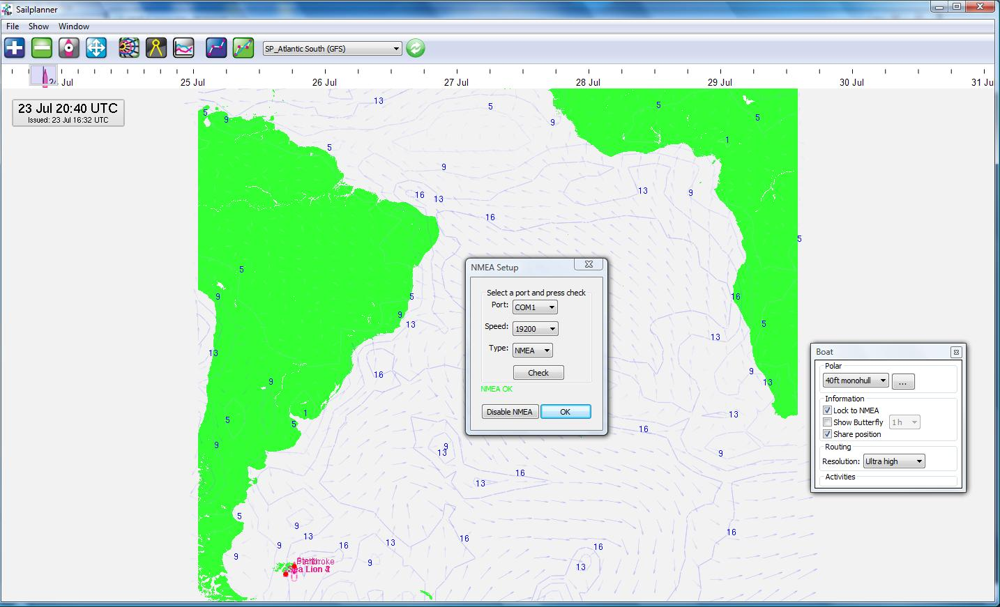 Sailplanner
File Show Window
SP_Atlantic South (GFS)
Jul 25 Jul 26 Jul 27 Jul 28 Jul 29 Jul 30 Jul 31 Ju
23 Jul 20:40 UTC
Issued: 23 Jul 16:32 UTC
13
5
5
5
5
9
9
1
5
9
16
13
13
9
16
5
NMEA Setup
Select a port and press check
Port: COM1
Speed: 19200
Type: NMEA
Check
NMEA OK
Disable NMEA OK
5
9
5
16
9
13
5
13
13
16
9
13
9
1
5
5
13
16
9
9
13
9
16
13
5
9
13
9
16
13
16
16
9
9
13
Boat
Polar
40ft monohull ...
Information
Lock to NMEA
Show Butterfly 1 h
Share position
Routing
Resolution: Ultra high
Activities
Sea Lion